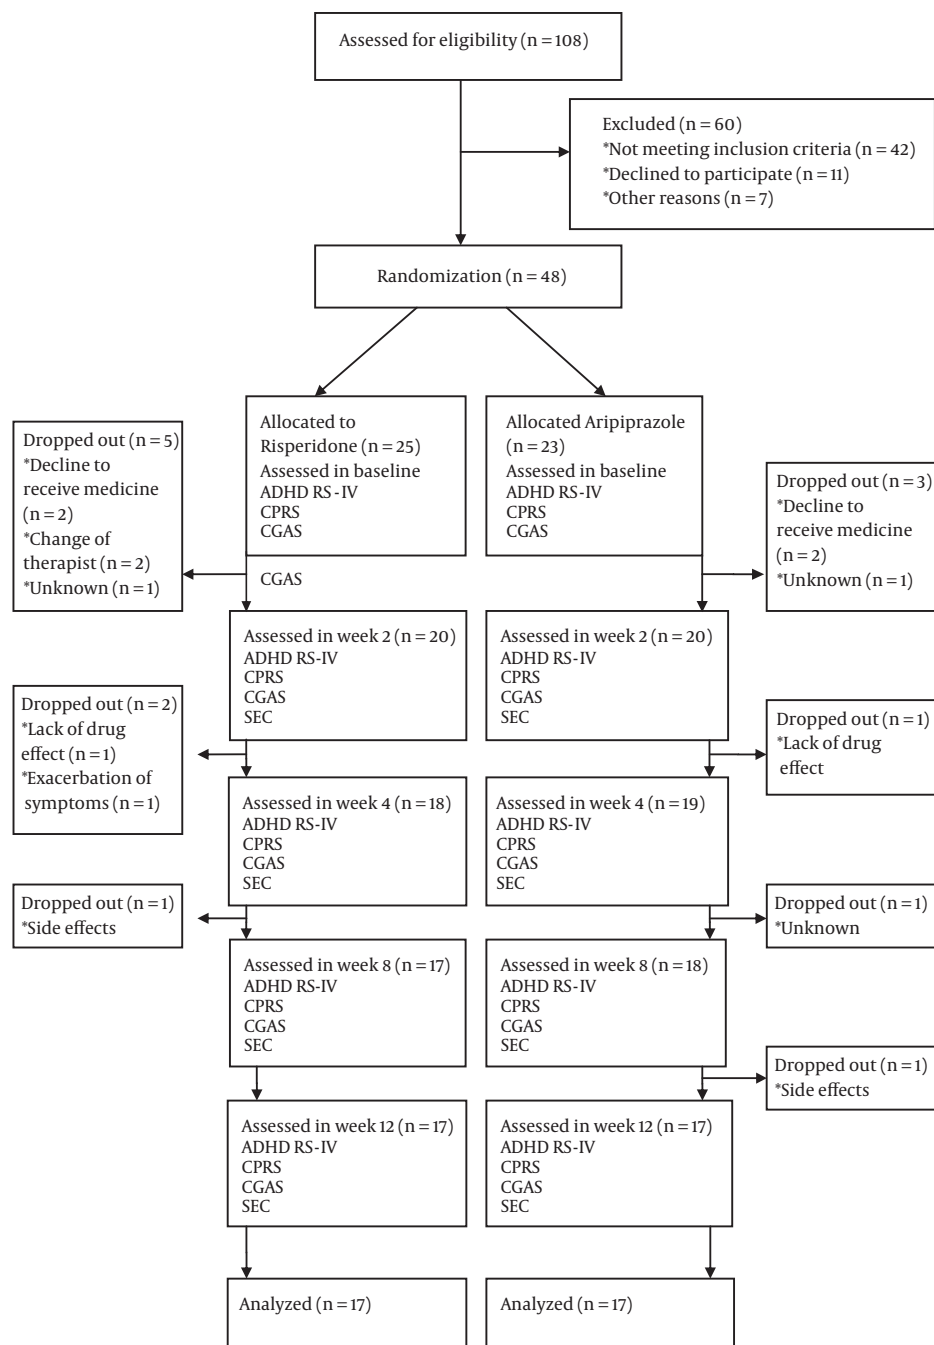 Assessed for eligibility (n = 108)
Excluded (n = 60)
*Not meeting inclusion criteria (n = 42)
*Declined to participate (n = 11)
*Other reasons (n = 7)
Randomization (n = 48)
Allocated to
Risperidone (n = 25)
Assessed in baseline
ADHD RS-IV
CPRS
CGAS
Allocated Aripiprazole
(n = 23)
Assessed in baseline
ADHD RS-IV
CPRS
CGAS
Dropped out (n = 5)
*Decline to
receive medicine
(n = 2)
*Change of
therapist (n = 2)
*Unknown (n = 1)
CGAS
Dropped out (n = 3)
*Decline to
receive medicine
(n = 2)
*Unknown (n = 1)
Assessed in week 2 (n = 20)
ADHD RS-IV
CPRS
CGAS
SEC
Assessed in week 2 (n = 20)
ADHD RS-IV
CPRS
CGAS
SEC
Dropped out (n = 2)
*Lack of drug
effect (n = 1)
*Exacerbation of
symptoms (n = 1)
Dropped out (n = 1)
*Lack of drug
effect
Assessed in week 4 (n = 18)
ADHD RS-IV
CPRS
CGAS
SEC
Assessed in week 4 (n = 19)
ADHD RS-IV
CPRS
CGAS
SEC
Dropped out (n = 1)
*Side effects
Dropped out (n = 1)
*Unknown
Assessed in week 8 (n = 17)
ADHD RS-IV
CPRS
CGAS
SEC
Assessed in week 8 (n = 18)
ADHD RS-IV
CPRS
CGAS
SEC
Dropped out (n = 1)
*Side effects
Assessed in week 12 (n = 17)
ADHD RS-IV
CPRS
CGAS
SEC
Assessed in week 12 (n = 17)
ADHD RS-IV
CPRS
CGAS
SEC
Analyzed (n = 17)
Analyzed (n = 17)